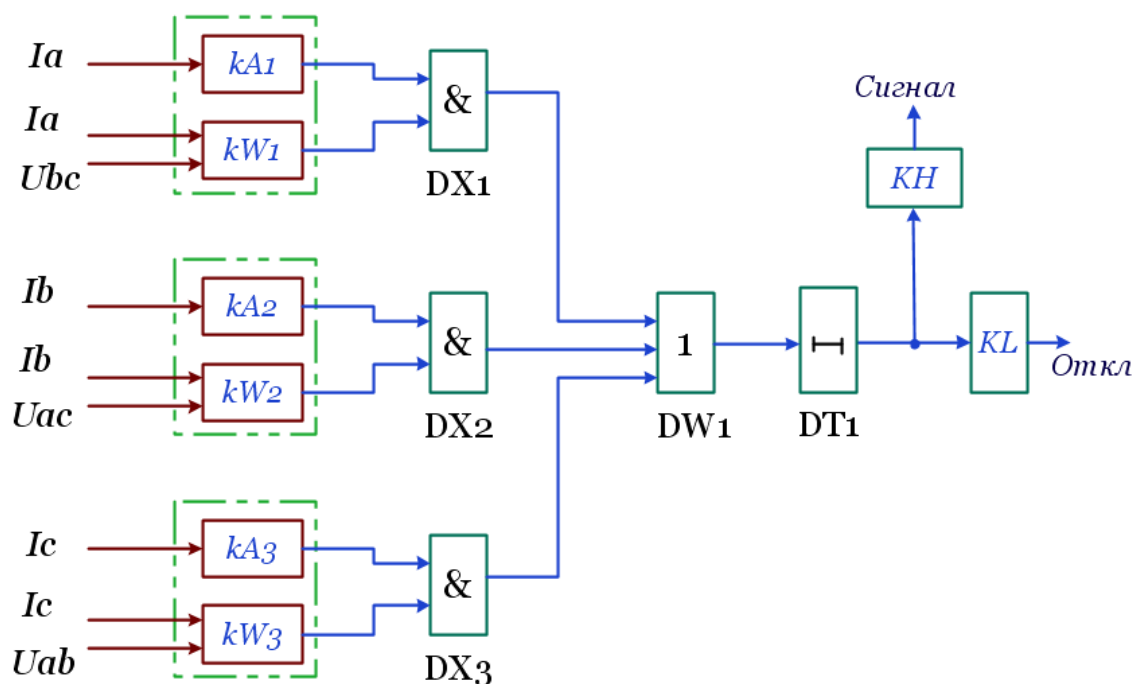 Ia
kA1
Ia
Ubc
kW1
&
DX1
Сигнал
KH
Ib
kA2
Ib
Uac
kW2
&
DX2
1
DW1
DT1
KL
Откл
Ic
kA3
Ic
Uab
kW3
&
DX3